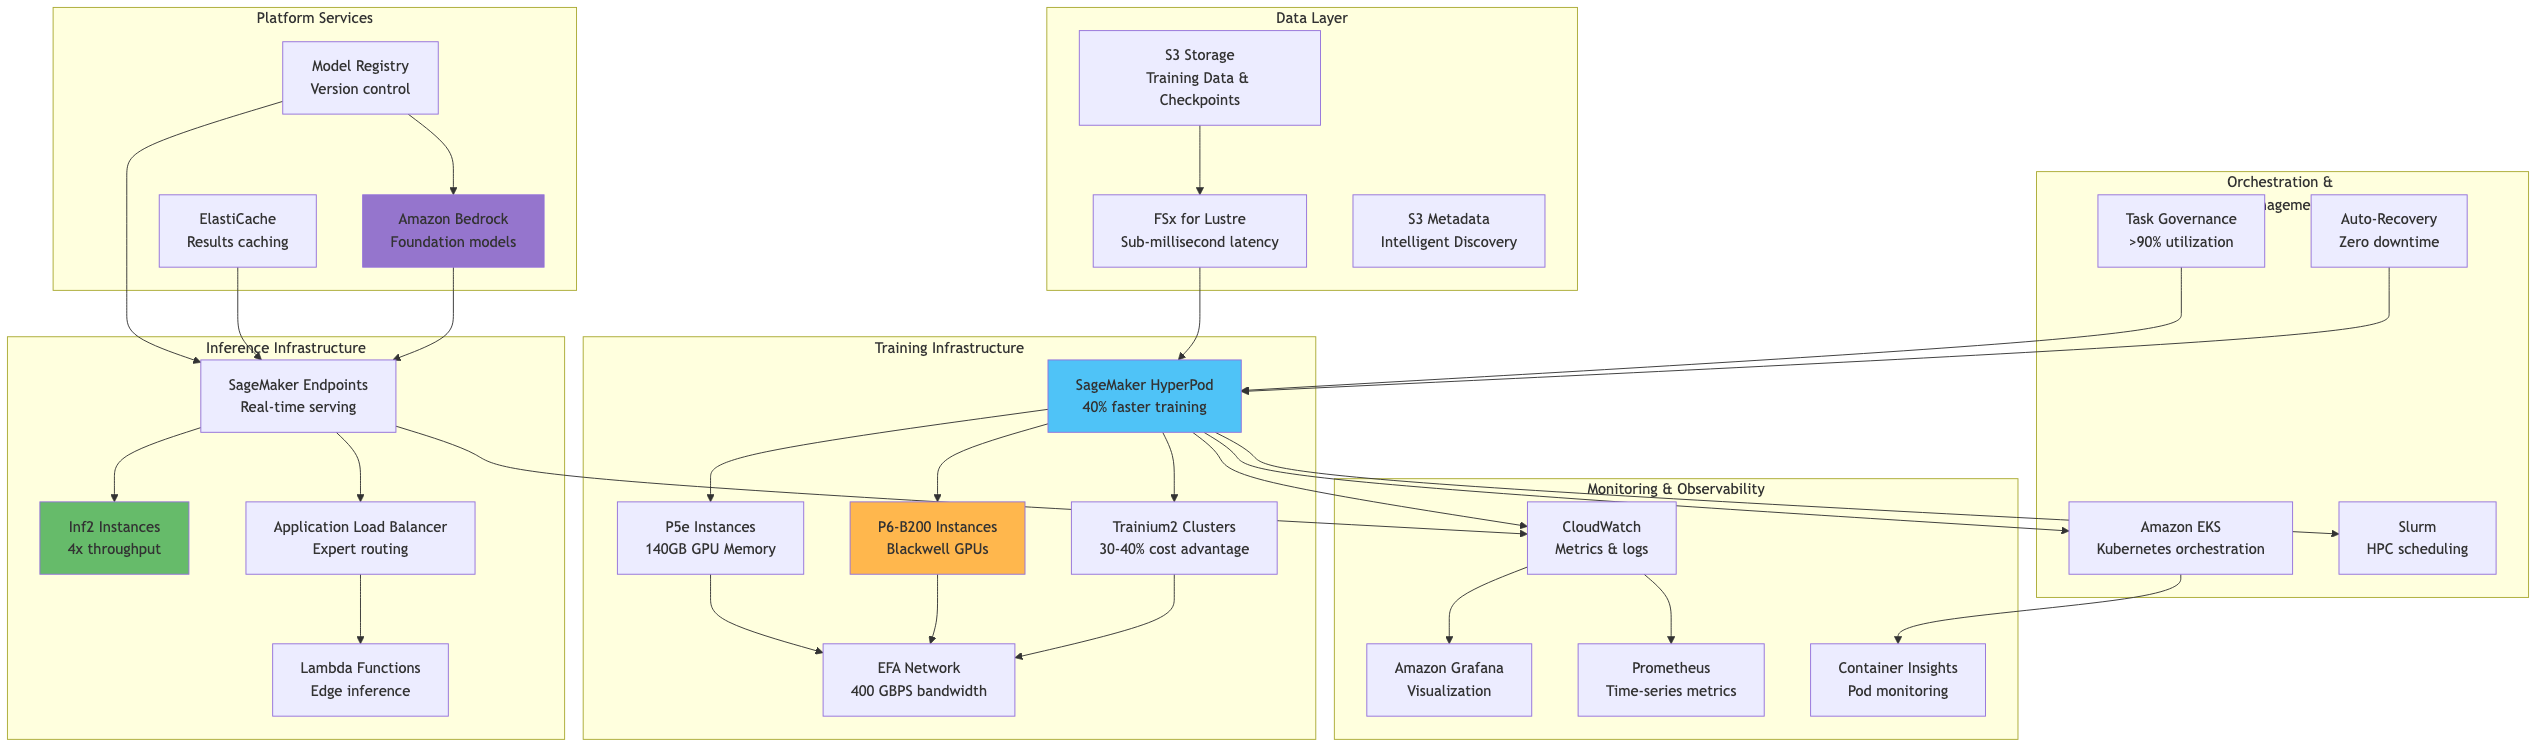 Platform Services
Model Registry
Version control
ElastiCache
Results caching
Amazon Bedrock
Foundation models
Data Layer
S3 Storage
Training Data &
Checkpoints
FSx for Lustre
Sub-millisecond latency
S3 Metadata
Intelligent Discovery
Orchestration &
Task Governance
>90% utilization
Auto-Recovery
Zero downtime
Amazon EKS
Kubernetes orchestration
Slurm
HPC scheduling
Inference Infrastructure
SageMaker Endpoints
Real-time serving
Inf2 Instances
4x throughput
Application Load Balancer
Expert routing
Lambda Functions
Edge inference
Training Infrastructure
SageMaker HyperPod
40% faster training
P5e Instances
140GB GPU Memory
P6-B200 Instances
Blackwell GPUs
Trainium2 Clusters
30-40% cost advantage
EFA Network
400 GBPS bandwidth
Monitoring & Observability
CloudWatch
Metrics & logs
Amazon Grafana
Visualization
Prometheus
Time-series metrics
Container Insights
Pod monitoring